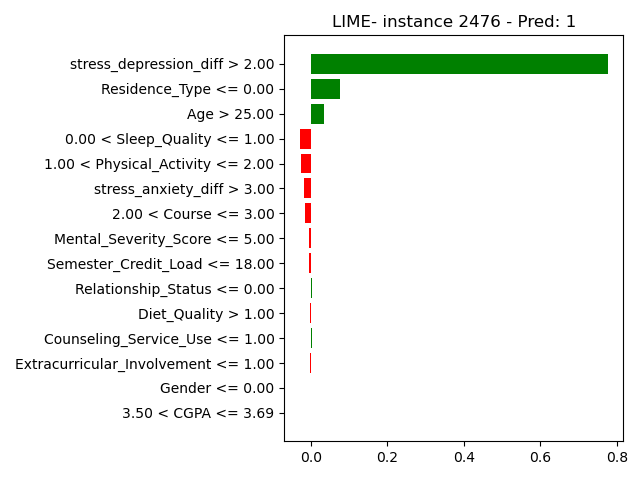 LIME- instance 2476 - Pred: 1
stress_depression_diff > 2.00
Residence_Type <= 0.00
Age > 25.00
0.00 < Sleep_Quality <= 1.00
1.00 < Physical_Activity <= 2.00
stress_anxiety_diff > 3.00
2.00 < Course <= 3.00
Mental_Severity_Score <= 5.00
Semester_Credit_Load <= 18.00
Relationship_Status <= 0.00
Diet_Quality > 1.00
Counseling_Service_Use <= 1.00
Extracurricular_Involvement <= 1.00
Gender <= 0.00
3.50 < CGPA <= 3.69
0.0 0.2 0.4 0.6 0.8